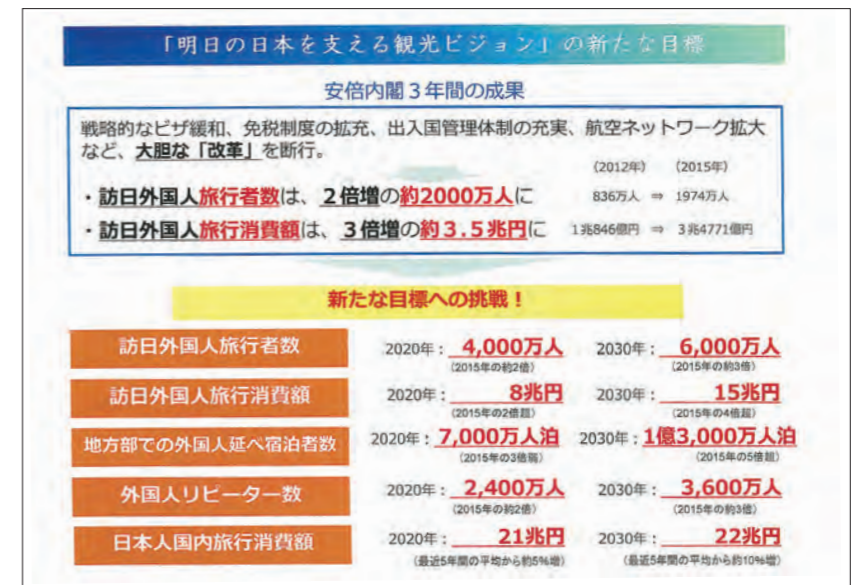 「明日の日本を支える観光ビジョン」の新たな目標
安倍内閣３年間の成果
戦略的なビザ緩和、免税制度の拡充、出入国管理体制の充実、航空ネットワーク拡大
など、大胆な「改革」を断行。
(2012年) (2015年)
・訪日外国人旅行者数は、２倍増の約2000万人に 836万人 ⇒ 1974万人
・訪日外国人旅行消費額は、３倍増の約３.５兆円に 1兆846億円 ⇒ 3兆4771億円
新たな目標への挑戦！
訪日外国人旅行者数 2020年： 4,000万人 2030年： 6,000万人
(2015年の約2倍) (2015年の約3倍)
訪日外国人旅行消費額 2020年： 8兆円 2030年： 15兆円
(2015年の2倍超) (2015年の4倍超)
地方部での外国人延べ宿泊者数 2020年：7,000万人泊 2030年：1億3,000万人泊
(2015年の3倍弱) (2015年の5倍超)
外国人リピーター数 2020年： 2,400万人 2030年： 3,600万人
(2015年の約2倍) (2015年の約3倍)
日本人国内旅行消費額 2020年： 21兆円 2030年： 22兆円
(最近5年間の平均から約5%増) (最近5年間の平均から約10%増)